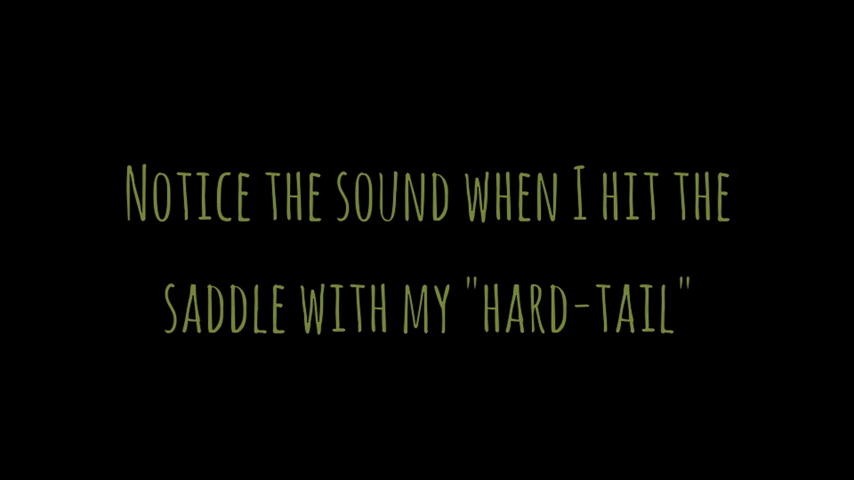 Notice the sound when I hit the
saddle with my "hard-tail"